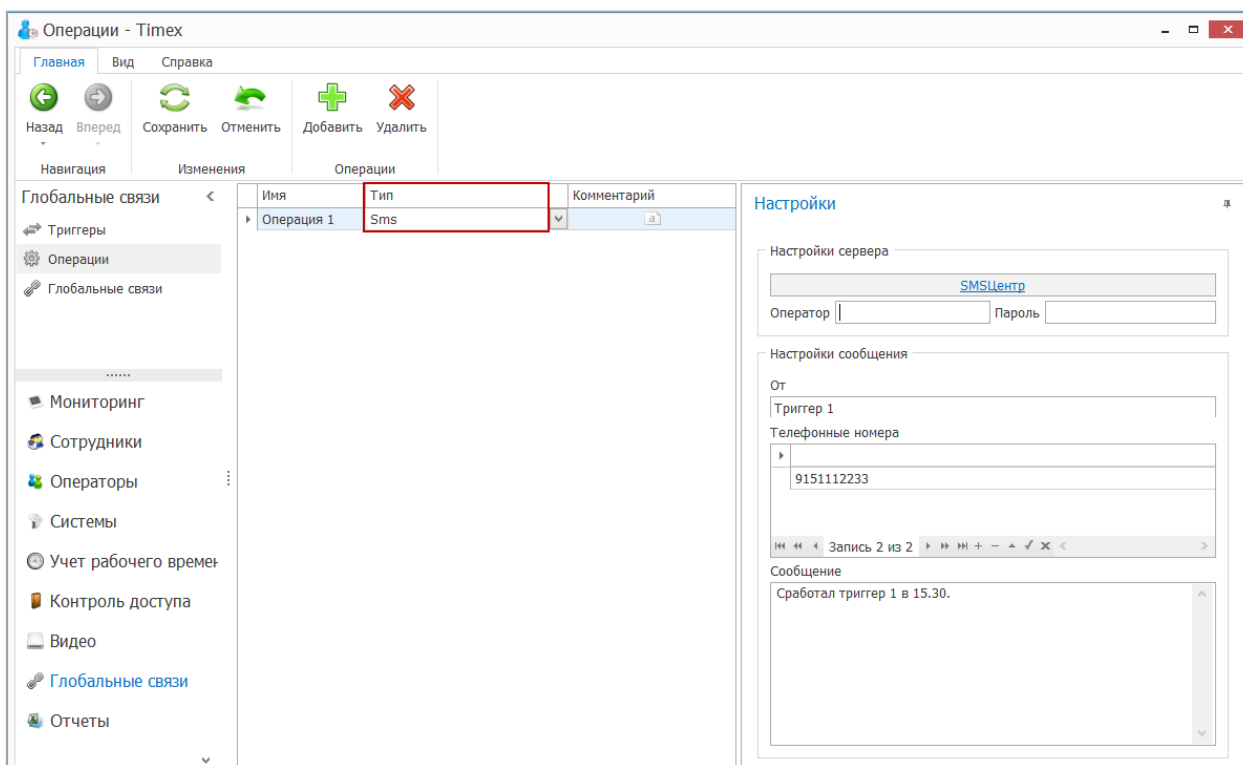 Операции - Timex
Главная Вид Справка
Назад Вперед Сохранить Отменить Добавить Удалить
Навигация Изменения Операции
Глобальные связи
Триггеры
Операции
Глобальные связи
Мониторинг
Сотрудники
Операторы
Системы
Учет рабочего времен
Контроль доступа
Видео
Глобальные связи
Отчеты
Имя Тип Комментарий
Операция 1 Sms a
Настройки
Настройки сервера
SMSЦентр
Оператор Пароль
Настройки сообщения
От
Триггер 1
Телефонные номера
9151112233
Запись 2 из 2
Сообщение
Сработал триггер 1 в 15.30.